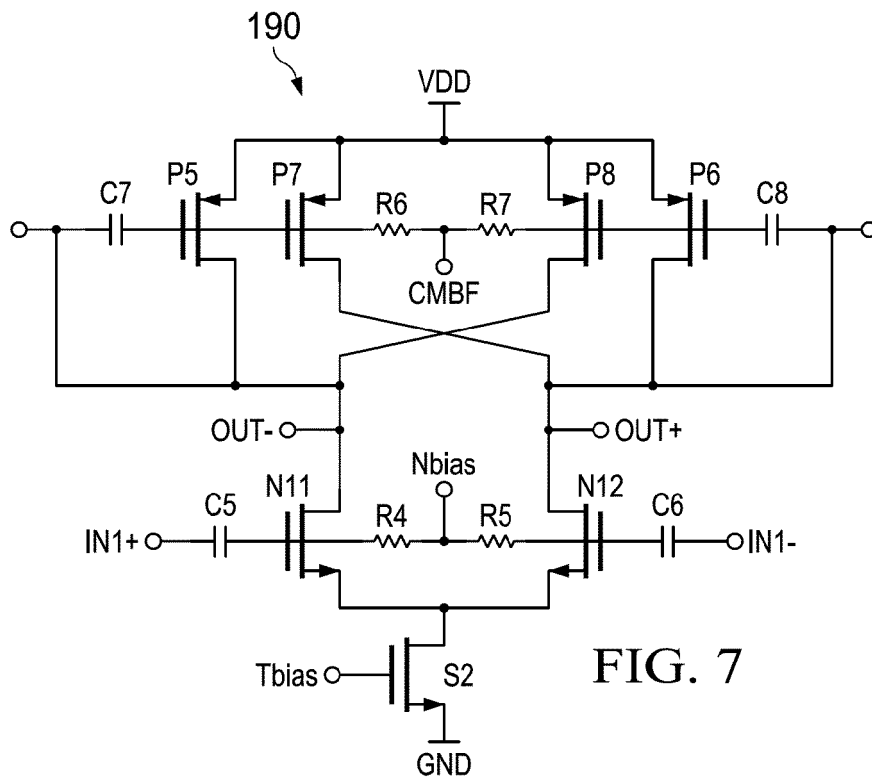 190
VDD
C7 P5 P7 P8 P6 C8
R6 R7
CMBF
OUT- OUT+
Nbias
C5 N11 R4 R5 N12 C6
IN1+ IN1-
Tbias S2
FIG. 7
GND